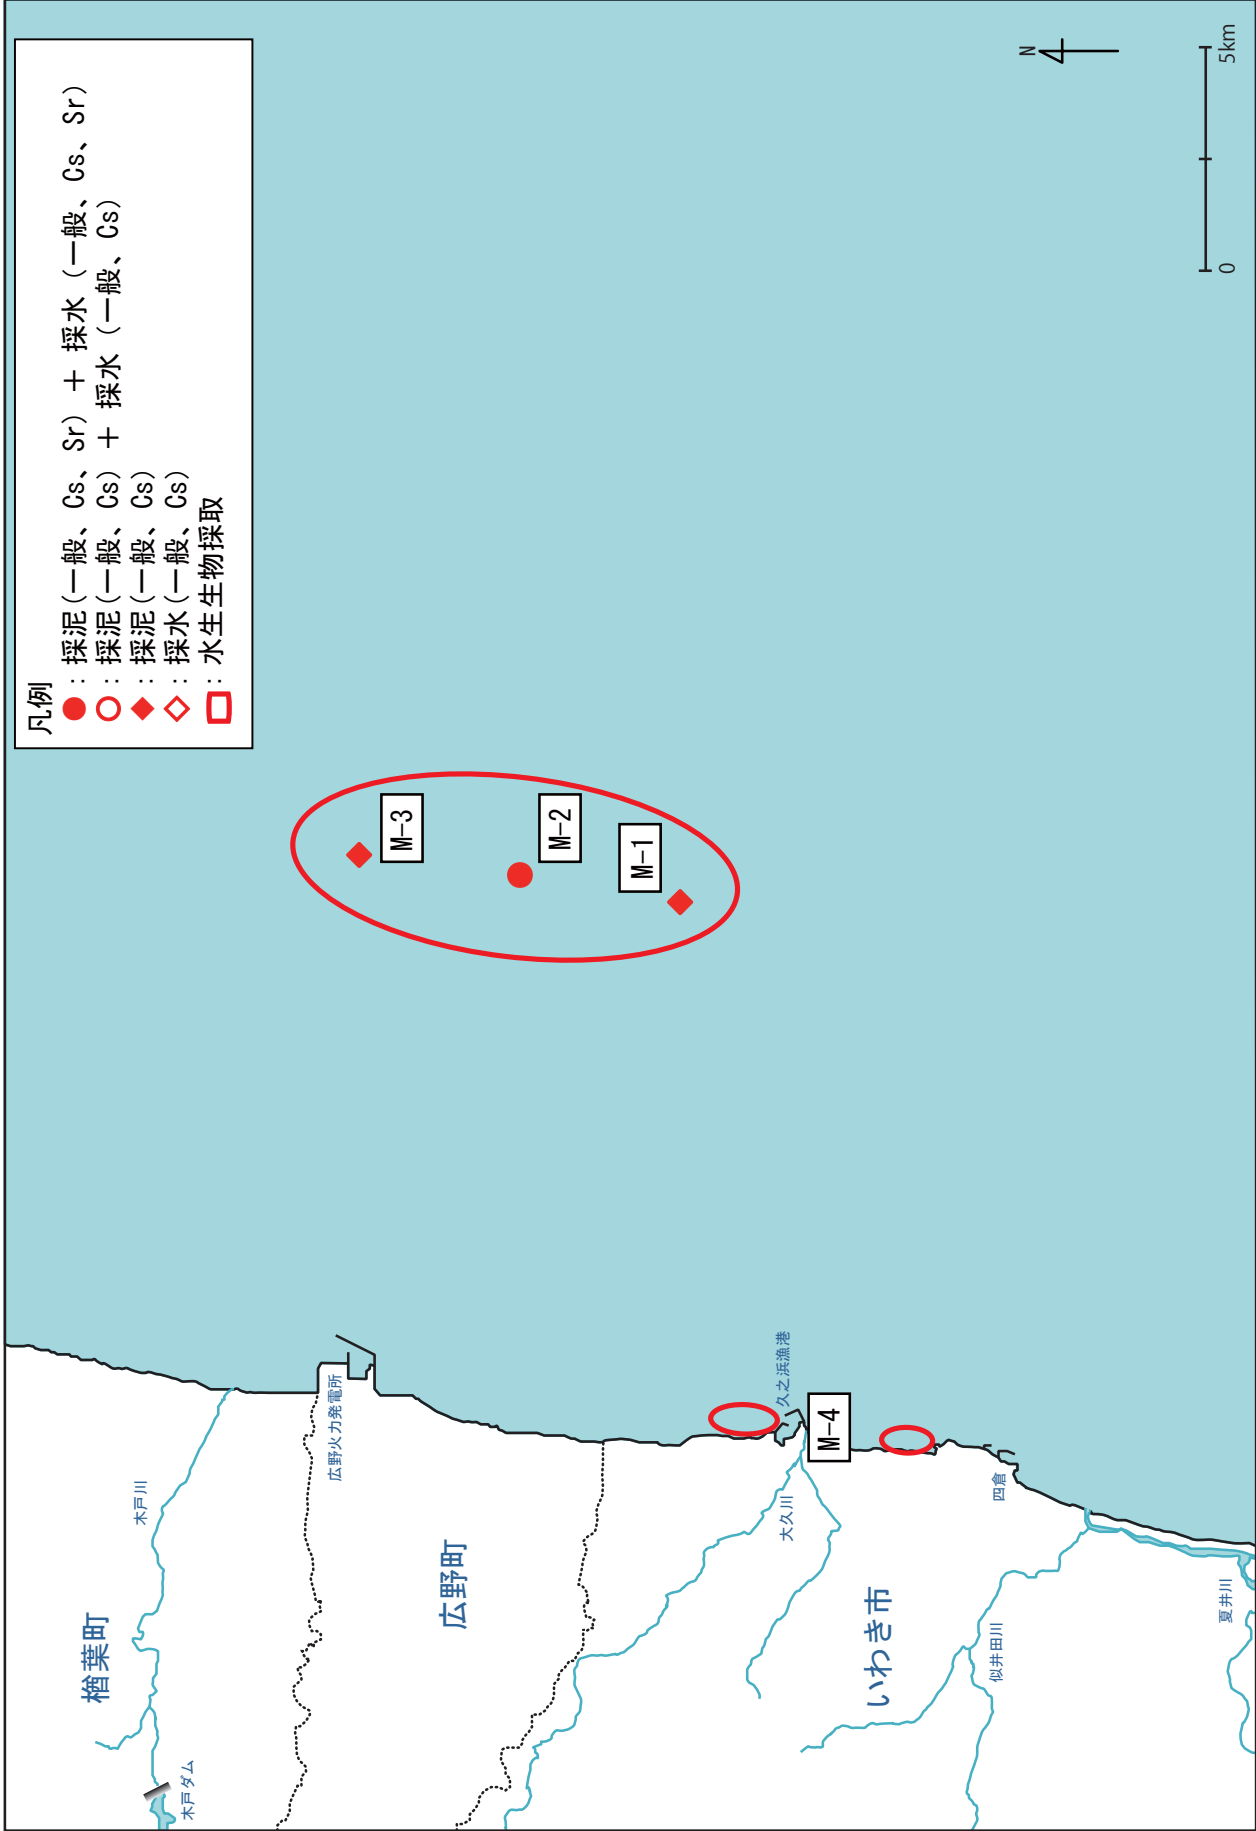 凡例
●：採泥(一般、Cs、Sr) ＋ 採水 (一般、Cs、Sr)
○：採泥(一般、Cs) ＋ 採水 (一般、Cs)
◆：採泥(一般、Cs)
◇：採水(一般、Cs)
：水生生物採取
N
0
5km
M-3
M-2
M-1
M-4
楢葉町
木戸川
木戸ダム
広野火力発電所
広野町
久之浜漁港
大久川
いわき市
四倉
似井田川
夏井川